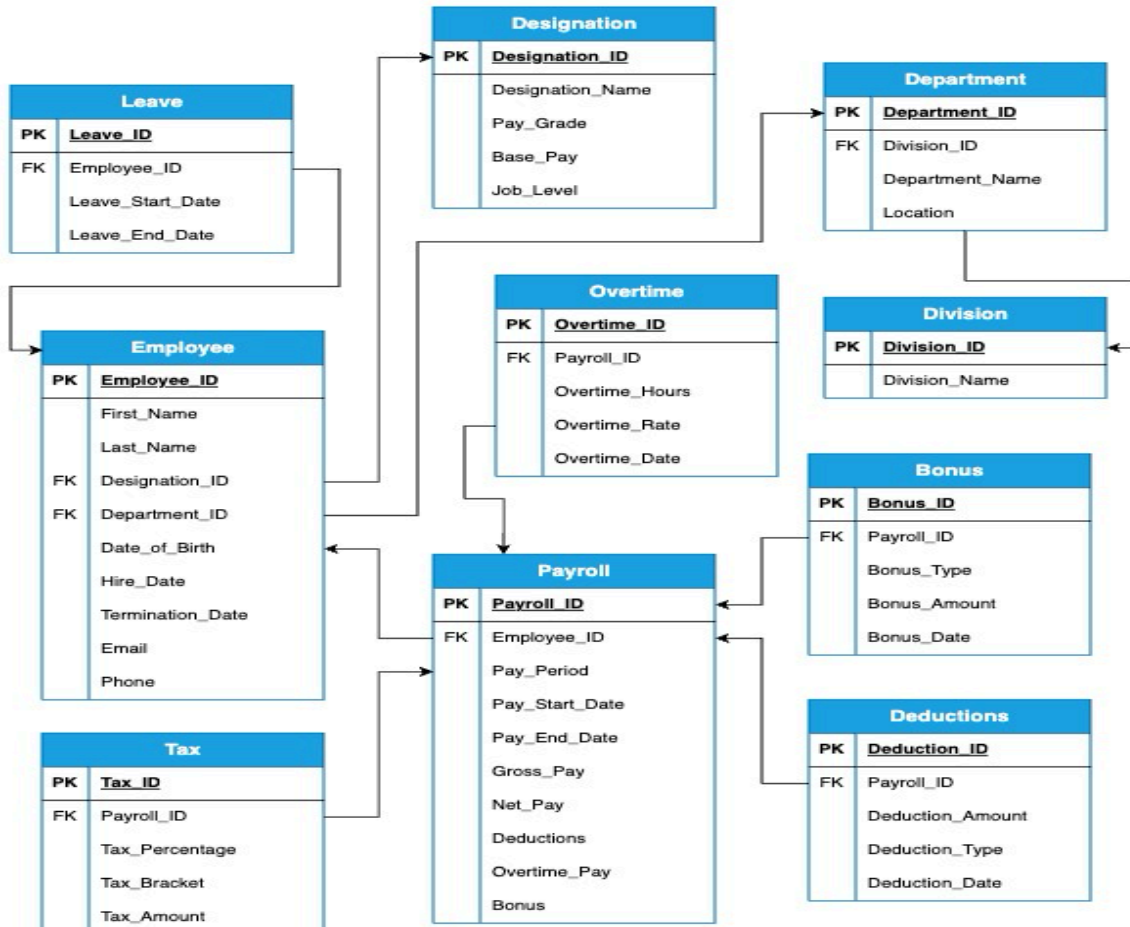 Designation
PK Designation_ID
Designation_Name
Pay_Grade
Base_Pay
Job_Level
Department
PK Department_ID
FK Division_ID
Department_Name
Location
Leave
PK Leave_ID
FK Employee_ID
Leave_Start_Date
Leave_End_Date
Overtime
PK Overtime_ID
FK Payroll_ID
Overtime_Hours
Overtime_Rate
Overtime_Date
Division
PK Division_ID
Division_Name
Employee
PK Employee_ID
First_Name
Last_Name
FK Designation_ID
FK Department_ID
Date_of_Birth
Hire_Date
Termination_Date
Email
Phone
Bonus
PK Bonus_ID
FK Payroll_ID
Bonus_Type
Bonus_Amount
Bonus_Date
Payroll
PK Payroll_ID
FK Employee_ID
Pay_Period
Pay_Start_Date
Pay_End_Date
Gross_Pay
Net_Pay
Deductions
Overtime_Pay
Bonus
Deductions
PK Deduction_ID
FK Payroll_ID
Deduction_Amount
Deduction_Type
Deduction_Date
Tax
PK Tax_ID
FK Payroll_ID
Tax_Percentage
Tax_Bracket
Tax_Amount